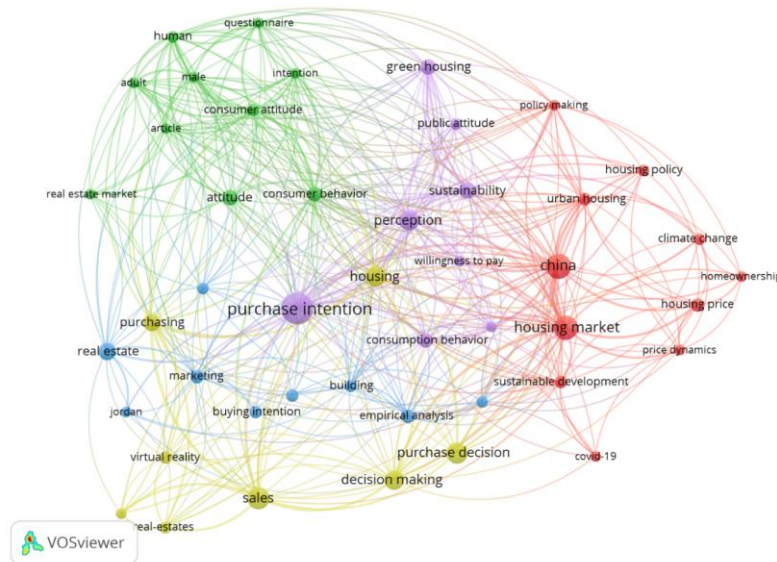 questionnaire
human
adult
male
intention
green housing
consumer attitude
policy making
article
public attitude
housing policy
real estate market
attitude
consumer behavior
sustainability
urban housing
perception
climate change
willingness to pay
china
housing
homeownership
purchase intention
housing price
purchasing
housing market
consumption behavior
real estate
price dynamics
marketing
building
sustainable development
jordan
buying intention
empirical analysis
virtual reality
purchase decision
covid-19
decision making
sales
real-estates
VOSviewer